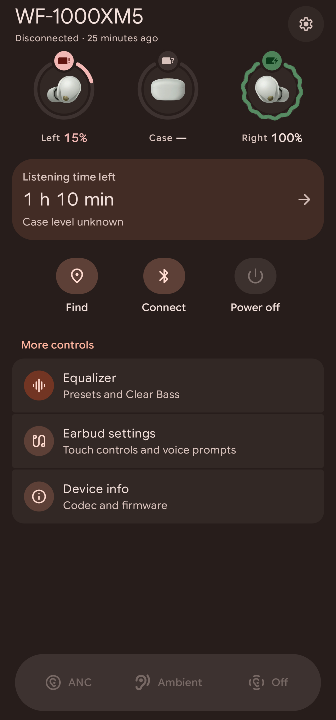 WF-1000XM5
Disconnected · 25 minutes ago
Left 15%
Case —
Right 100%
Listening time left
1 h 10 min
Case level unknown
Find
Connect
Power off
More controls
Equalizer
Presets and Clear Bass
Earbud settings
Touch controls and voice prompts
Device info
Codec and firmware
ANC
Ambient
Off